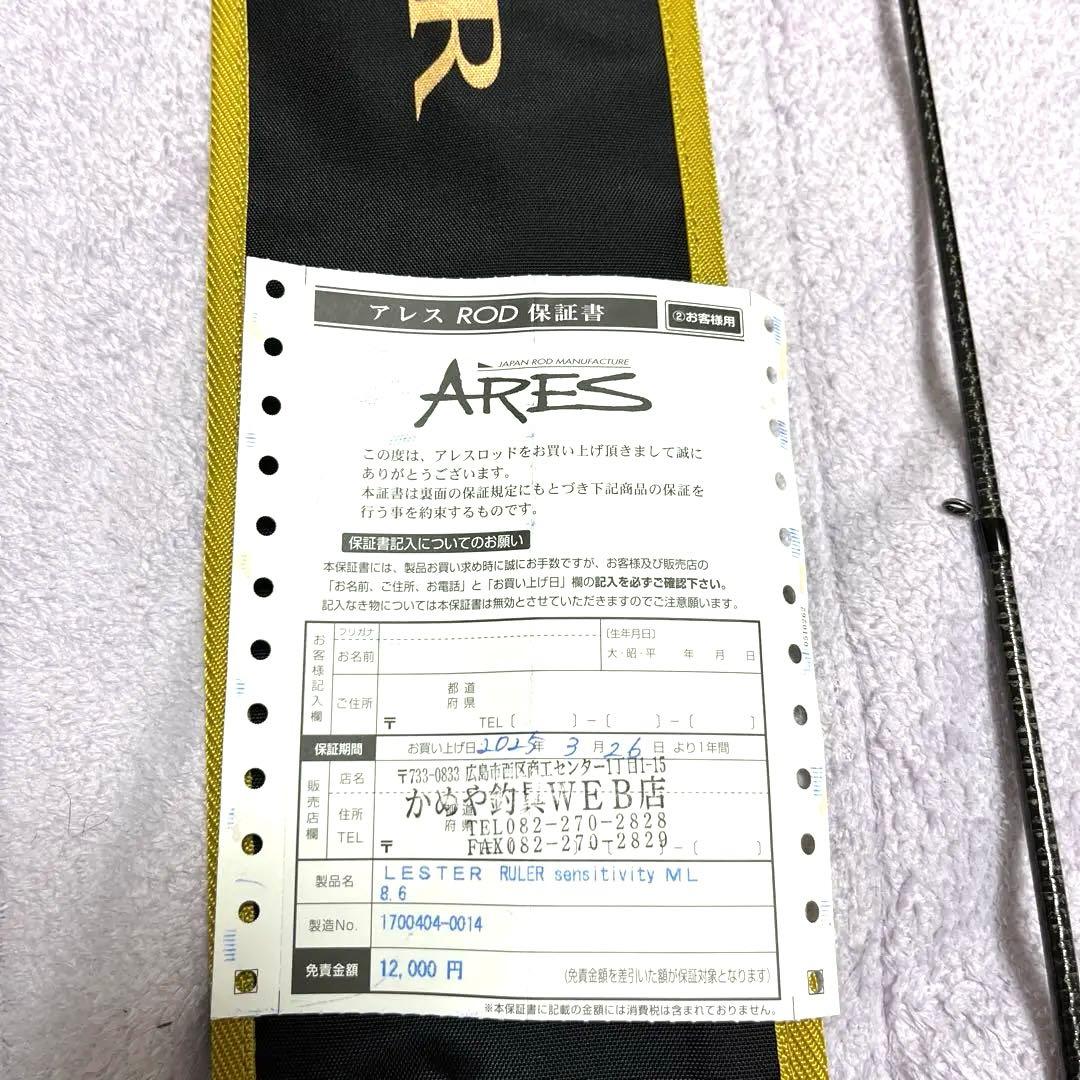 R
アレス ROD 保証書
②お客様用
JAPAN ROD MANUFACTURE
ARES
この度は、アレスロッドをお買い上げ頂きまして誠に
ありがとうございます。
本証書は裏面の保証規定にもとづき下記商品の保証を
行う事を約束するものです。
保証書記入についてのお願い
本保証書には、製品お買い求め時に誠にお手数ですが、お客様及び販売店の
「お名前、ご住所、お電話」と「お買い上げ日」欄の記入を必ずご確認下さい。
記入なき物については本保証書は無効とさせていただきますのでご注意願います。
お客様記入欄
フリガナ
お名前
〔生年月日〕
大・昭・平 年 月 日
ご住所
都道
府県
〒 TEL〔 〕-〔 〕-〔 〕
保証期間 お買い上げ日 2025年 3月 26日 より1年間
販売店欄
店名
住所
TEL
〒733-0833 広島市西区商工センター1丁目1-15
かめや釣具WEB店
都道
府県
TEL082-270-2828
FAX082-270-2829
〒
製品名 LESTER RULER sensitivity ML
8.6
製造No. 1700404-0014
免責金額 12,000 円 (免責金額を差引いた額が保証対象となります)
※本保証書に記載の金額には消費税は含まれておりません。
0510262